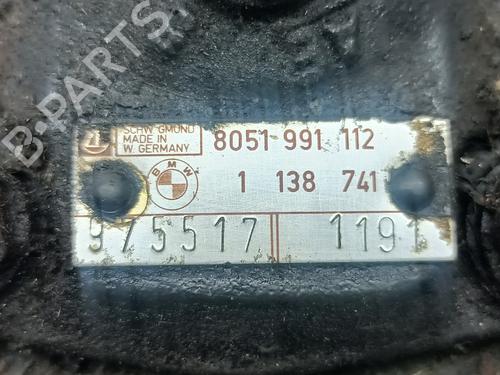 B-PARTS
SCHW. GMÜND
MADE IN
W. GERMANY
8051 991 112
BMW
1 138 741
975517 1191